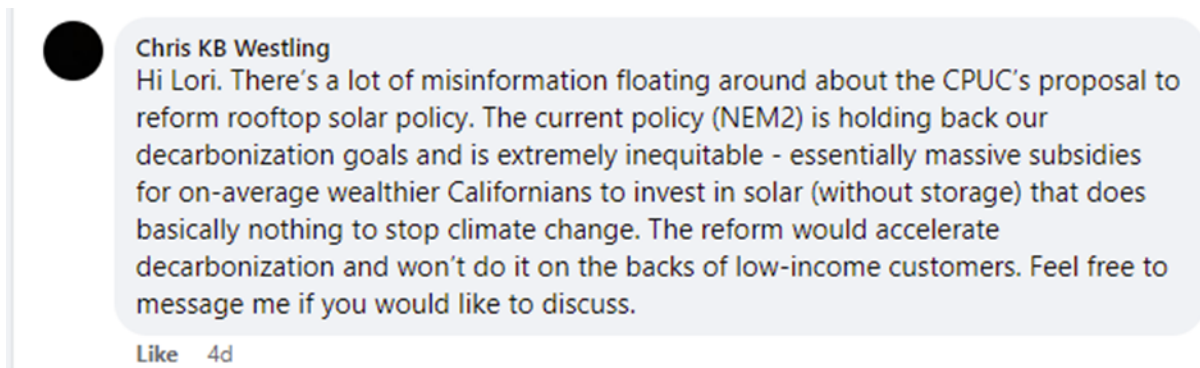 Chris KB Westling
Hi Lori. There's a lot of misinformation floating around about the CPUC's proposal to
reform rooftop solar policy. The current policy (NEM2) is holding back our
decarbonization goals and is extremely inequitable - essentially massive subsidies
for on-average wealthier Californians to invest in solar (without storage) that does
basically nothing to stop climate change. The reform would accelerate
decarbonization and won't do it on the backs of low-income customers. Feel free to
message me if you would like to discuss.
Like 4d